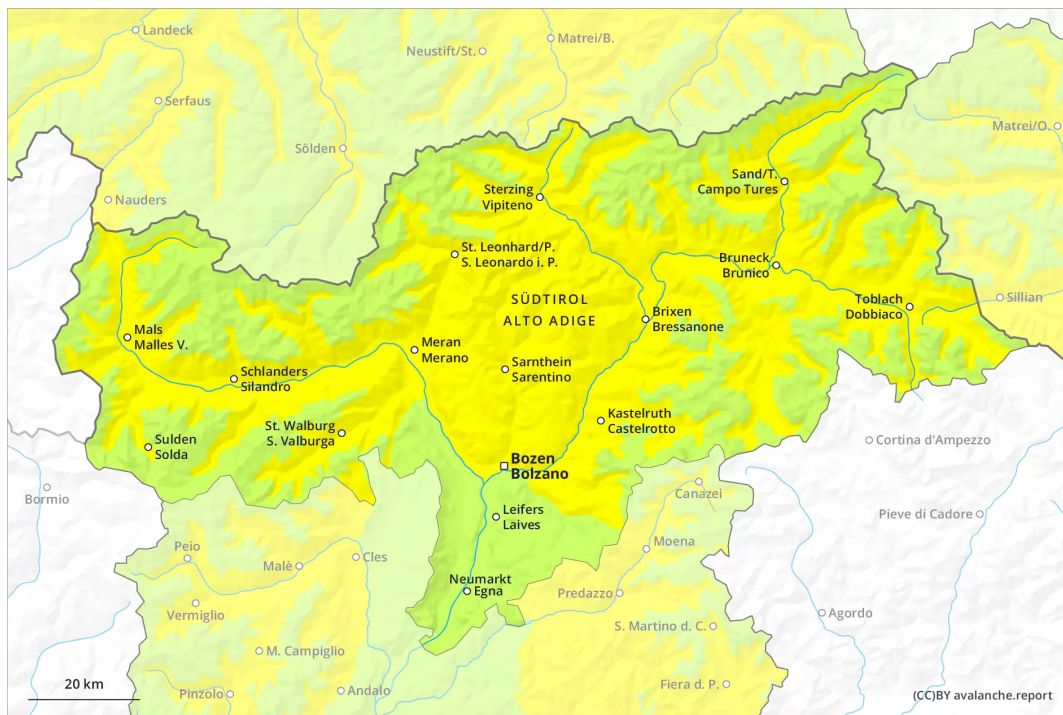 Landeck
Matrei/B.
Neustift/St.
Serfaus
Matrei/O.
Sölden
Sand/T.
Campo Tures
Nauders
Sterzing
Vipiteno
St. Leonhard/P.
S. Leonardo i. P.
Bruneck
Brunico
SÜDTIROL
ALTO ADIGE
Toblach
Dobbiaco
Sillian
Brixen
Bressanone
Mals
Malles V.
Meran
Merano
Sarnthein
Sarentino
Schlanders
Silandro
Kastelruth
Castelrotto
St. Walburg
S. Valburga
Sulden
Solda
Cortina d'Ampezzo
Bozen
Bolzano
Bormio
Canazei
Leifers
Laives
Pieve di Cadore
Moena
Peio
Cles
Malè
Neumarkt
Egna
Predazzo
Vermiglio
Agordo
S. Martino d. C.
M. Campiglio
Fiera d. P.
20 km
Pinzolo
Andalo
(CC)BY avalanche.report